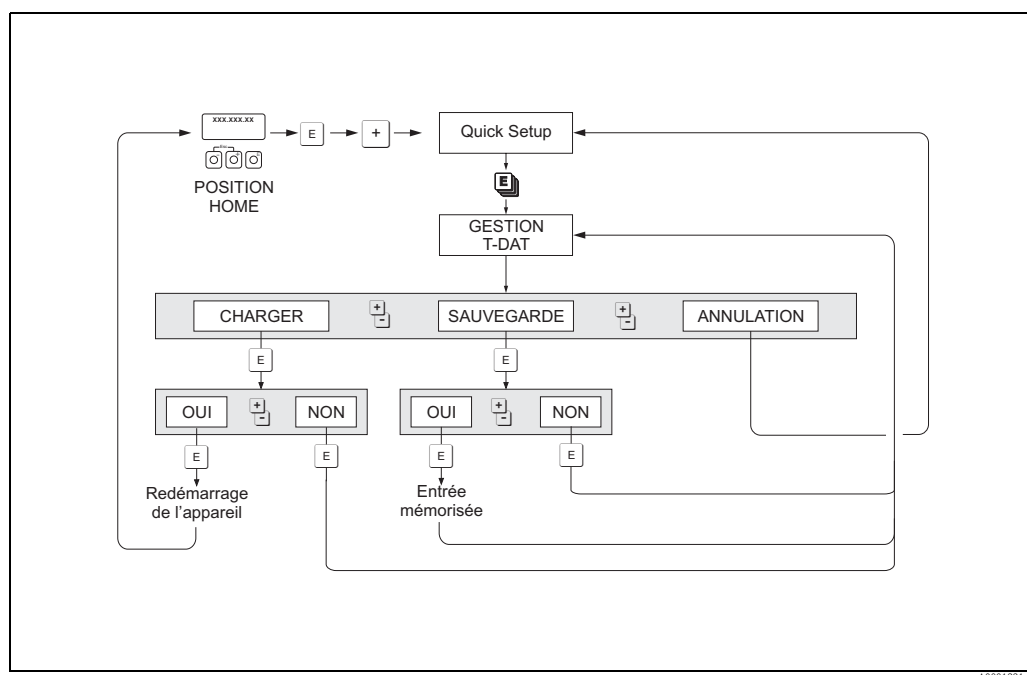 xxx.xxx.xx
Esc
E
+
Quick Setup
POSITION
HOME
E
GESTION
T-DAT
CHARGER
+
-
SAUVEGARDE
+
-
ANNULATION
E
E
OUI
+
-
NON
OUI
+
-
NON
E
E
E
E
Redémarrage
de l'appareil
Entrée
mémorisée